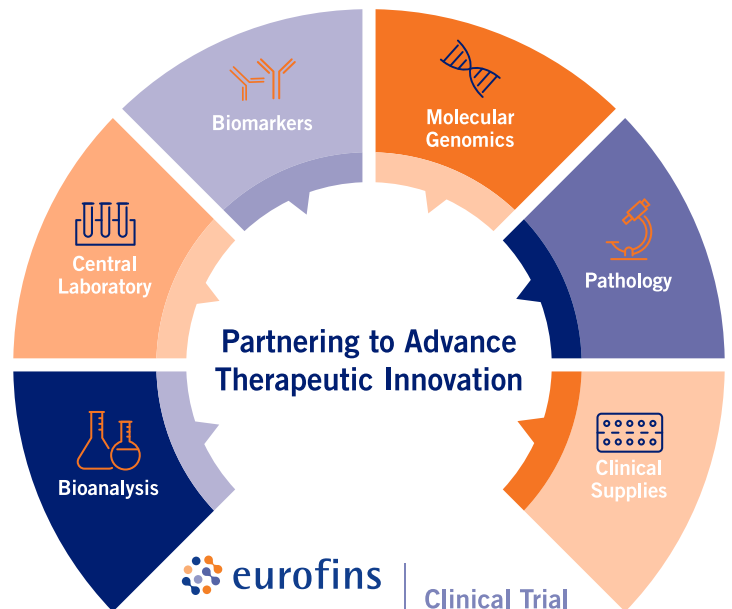 Biomarkers
Molecular
Genomics
Central
Laboratory
Pathology
Partnering to Advance
Therapeutic Innovation
Bioanalysis
Clinical
Supplies
eurofins
Clinical Trial